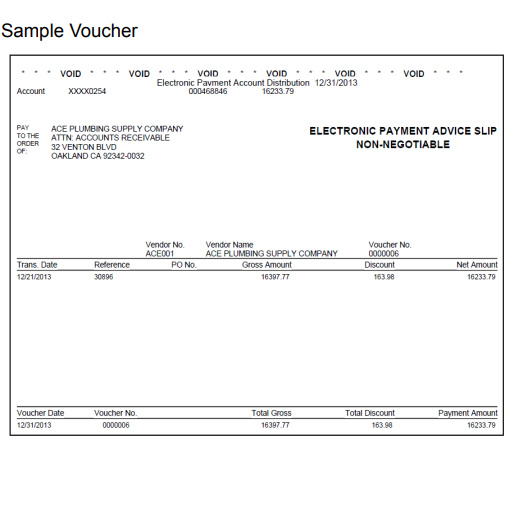 Sample Voucher
* * * VOID * * * VOID * * * VOID * * * VOID * * * VOID * * * VOID * * *
Electronic Payment Account Distribution 12/31/2013
Account XXXX0254 000468846 16233.79
PAY TO THE ORDER OF:
ACE PLUMBING SUPPLY COMPANY
ATTN: ACCOUNTS RECEIVABLE
32 VENTON BLVD
OAKLAND CA 92342-0032
ELECTRONIC PAYMENT ADVICE SLIP
NON-NEGOTIABLE
Vendor No. Vendor Name Voucher No.
ACE001 ACE PLUMBING SUPPLY COMPANY 0000006
Trans. Date Reference PO No. Gross Amount Discount Net Amount
12/21/2013 30896 16397.77 163.98 16233.79
Voucher Date Voucher No. Total Gross Total Discount Payment Amount
12/31/2013 0000006 16397.77 163.98 16233.79